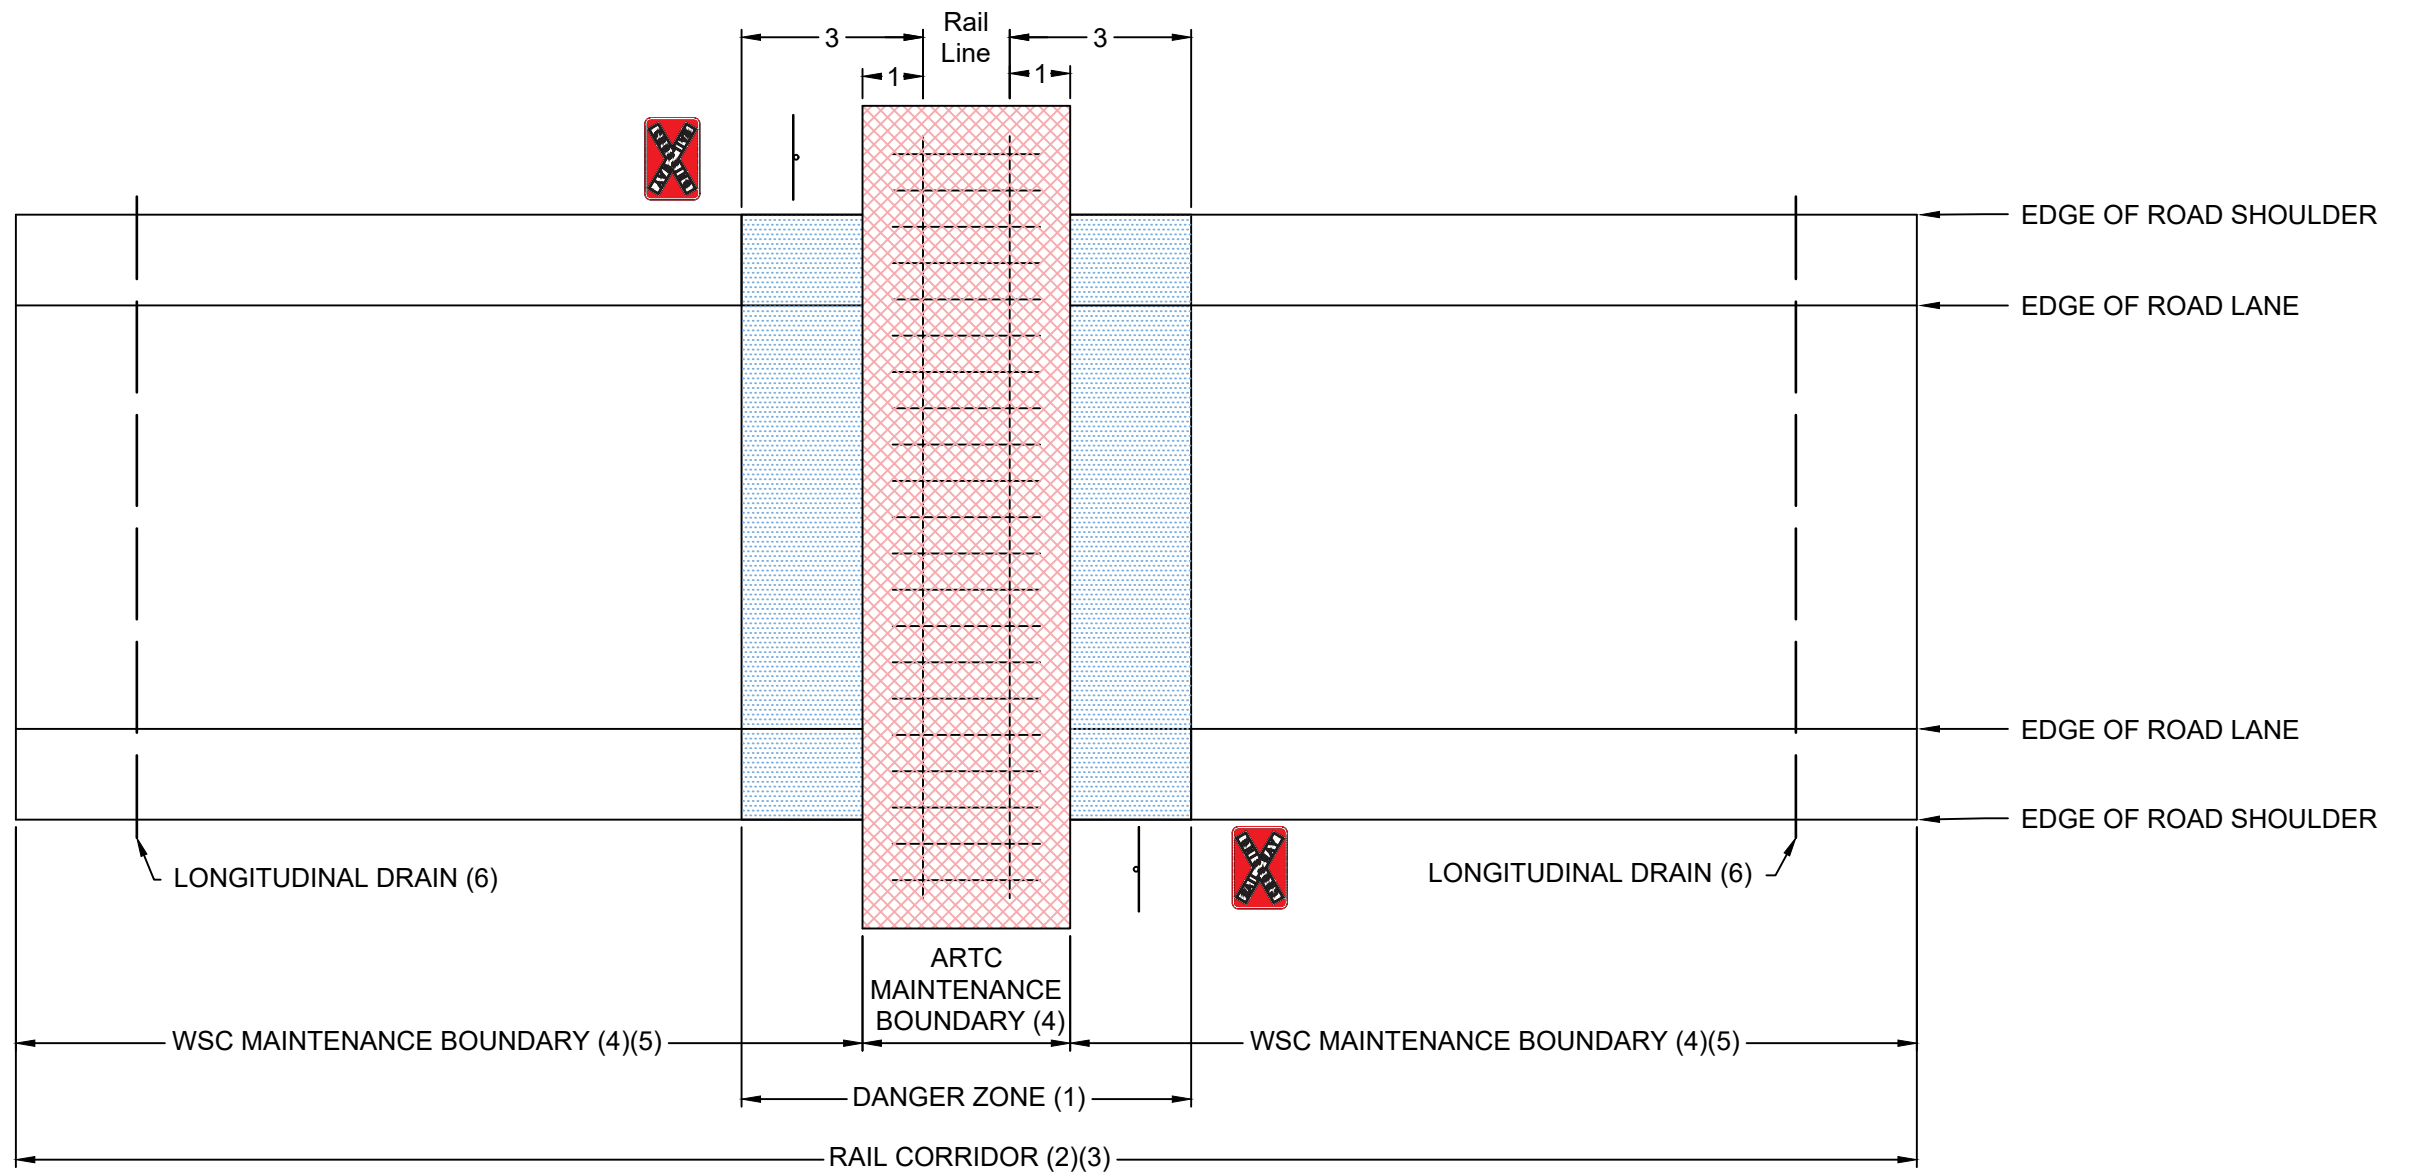 Rail
Line
3
3
1
1
EDGE OF ROAD SHOULDER
EDGE OF ROAD LANE
EDGE OF ROAD LANE
EDGE OF ROAD SHOULDER
LONGITUDINAL DRAIN (6)
LONGITUDINAL DRAIN (6)
ARTC
MAINTENANCE
BOUNDARY (4)
WSC MAINTENANCE BOUNDARY (4)(5)
WSC MAINTENANCE BOUNDARY (4)(5)
DANGER ZONE (1)
RAIL CORRIDOR (2)(3)